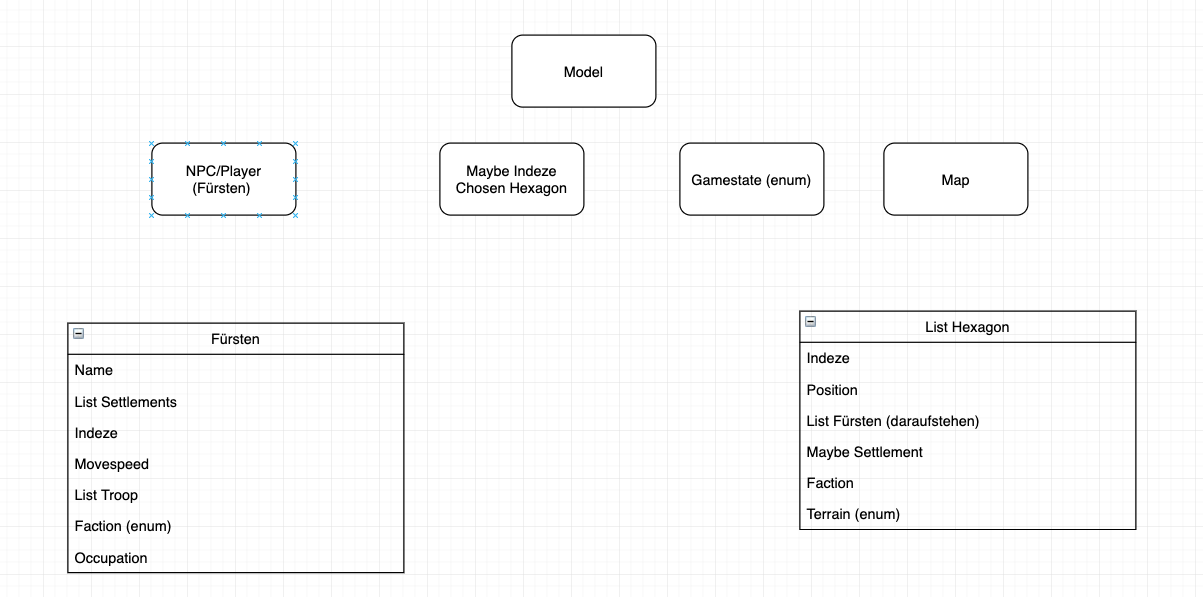 Model
NPC/Player
(Fürsten)
Maybe Indeze
Chosen Hexagon
Gamestate (enum)
Map
Fürsten
Name
List Settlements
Indeze
Movespeed
List Troop
Faction (enum)
Occupation
List Hexagon
Indeze
Position
List Fürsten (daraufstehen)
Maybe Settlement
Faction
Terrain (enum)